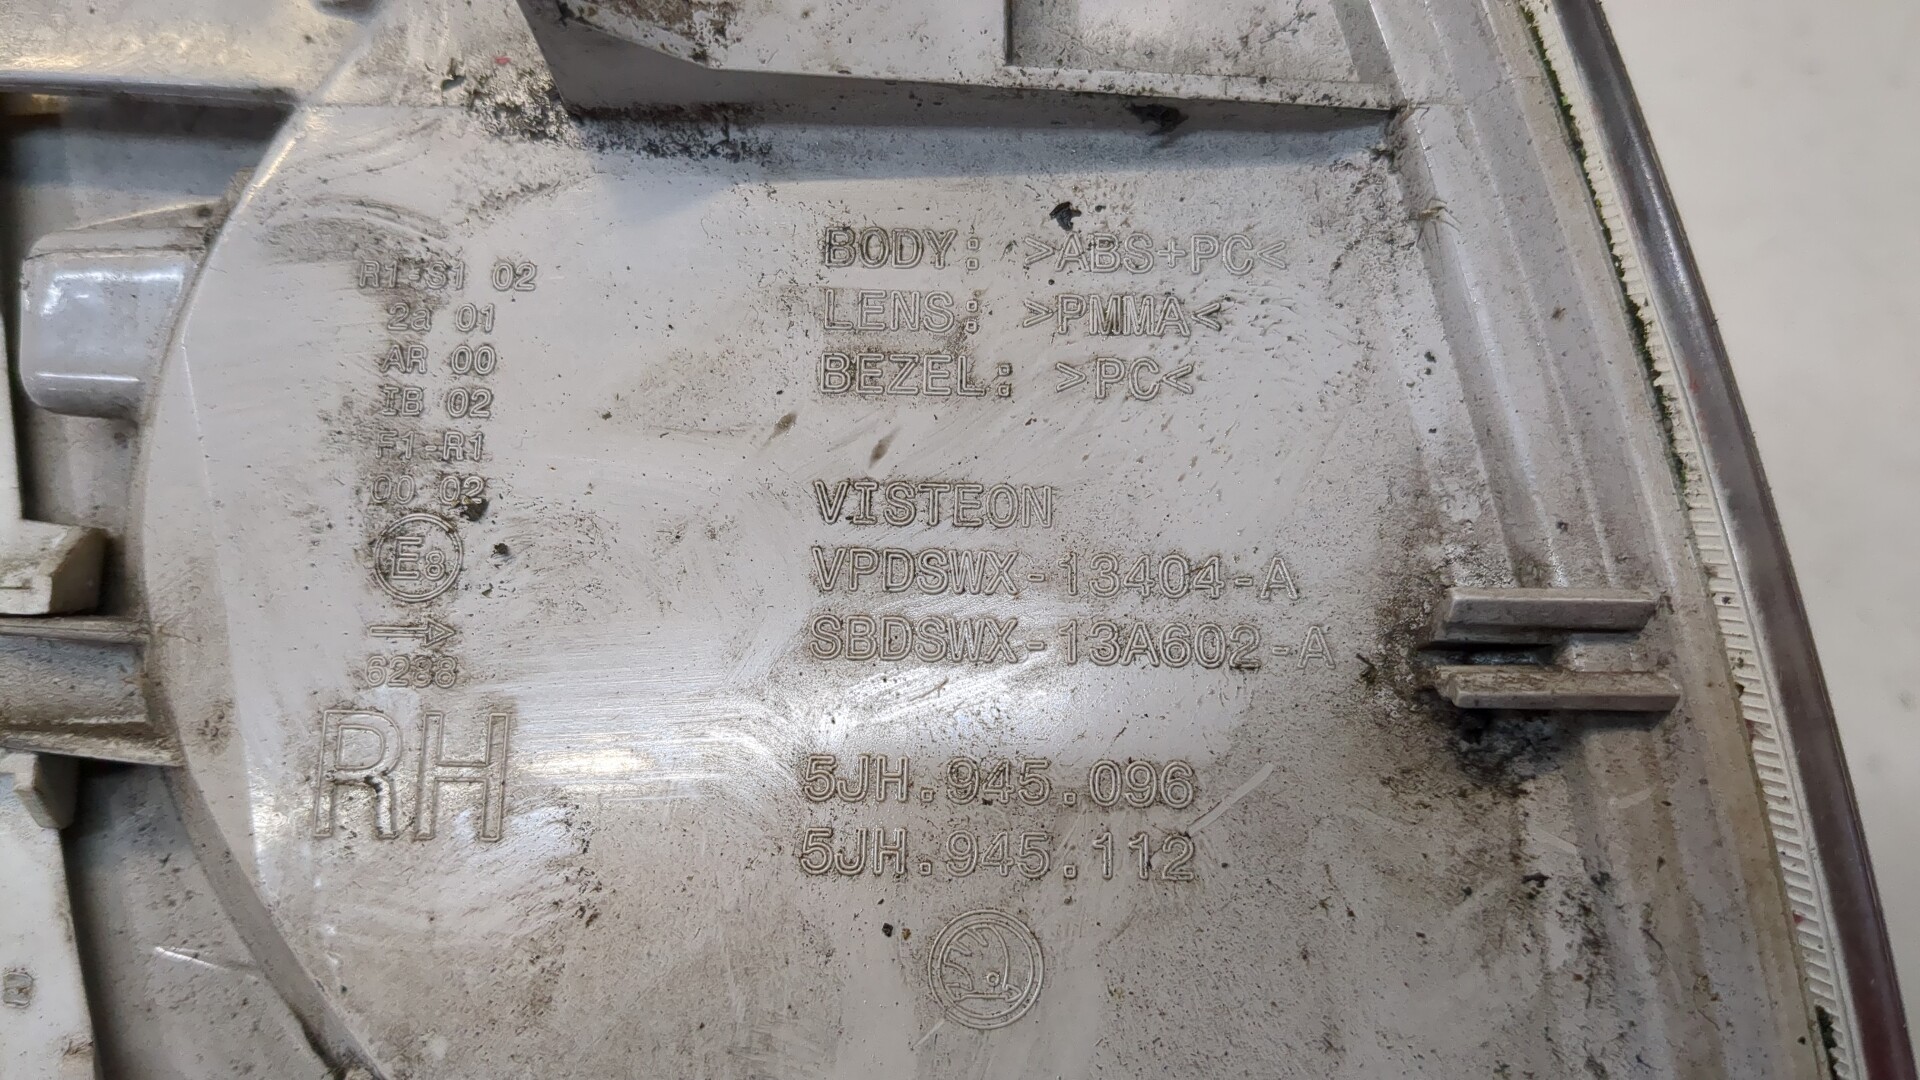 R1-S1 02
2a 01
AR 00
IB 02
F1-R1
00 02
E8
6298
RH
BODY: >ABS+PC<
LENS: >PMMA<
BEZEL: >PC<
VISTEON
VPDSWX-13404-A
SBDSWX-13A602-A
5JH.945.096
5JH.945.112